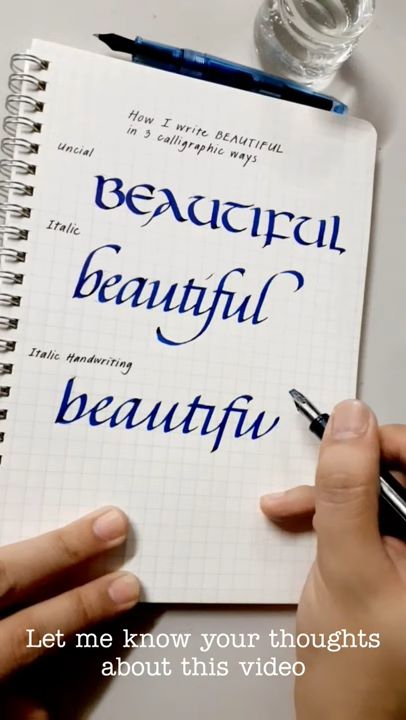 How I write BEAUTIFUL
in 3 calligraphic ways
Uncial
BEAUTIFUL
Italic
beautiful
Italic Handwriting
beautifu
Let me know your thoughts
about this video